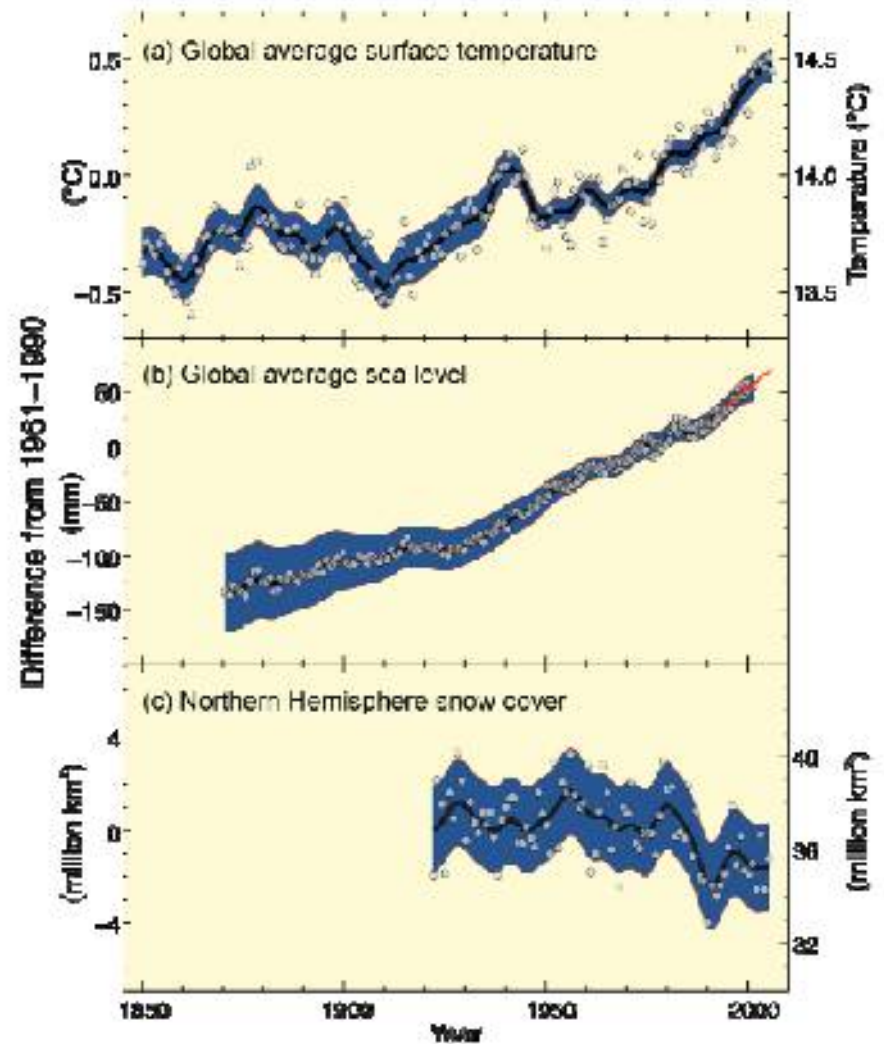 (a) Global average surface temperature
0.5
0.0
−0.5
(°C)
14.5
14.0
13.5
Temperature (°C)
Difference from 1961–1990
(b) Global average sea level
50
0
−50
−100
−150
(mm)
(c) Northern Hemisphere snow cover
4
0
−4
(million km²)
40
36
32
(million km²)
1850
1900
1950
2000
Year